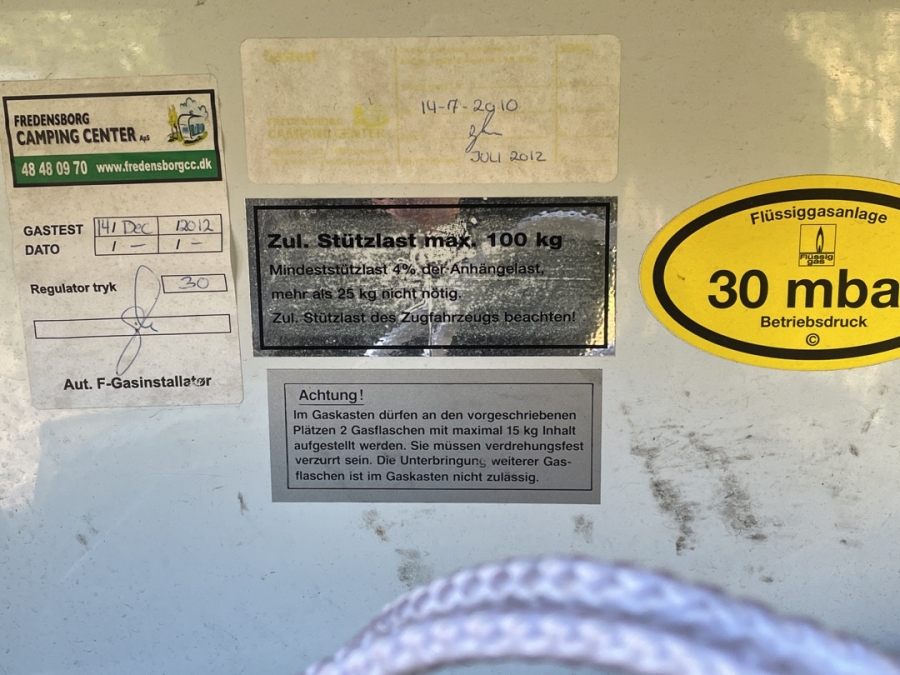 FREDENSBORG
CAMPING CENTER ApS
48 48 09 70 www.fredensborgcc.dk
GASTEST
DATO
14/ Dec 2012
/ - / -
Regulator tryk 30
Aut. F-Gasinstallatør
Gastest
CAMPING CENTER
14-7-2010
JULI 2012
Zul. Stützlast max. 100 kg
Mindeststützlast 4% der Anhängelast,
mehr als 25 kg nicht nötig.
Zul. Stützlast des Zugfahrzeugs beachten!
Achtung!
Im Gaskasten dürfen an den vorgeschriebenen
Plätzen 2 Gasflaschen mit maximal 15 kg Inhalt
aufgestellt werden. Sie müssen verdrehungsfest
verzurrt sein. Die Unterbringung weiterer Gas-
flaschen ist im Gaskasten nicht zulässig.
Flüssiggasanlage
Flüssig
gas
30 mba
Betriebsdruck
©